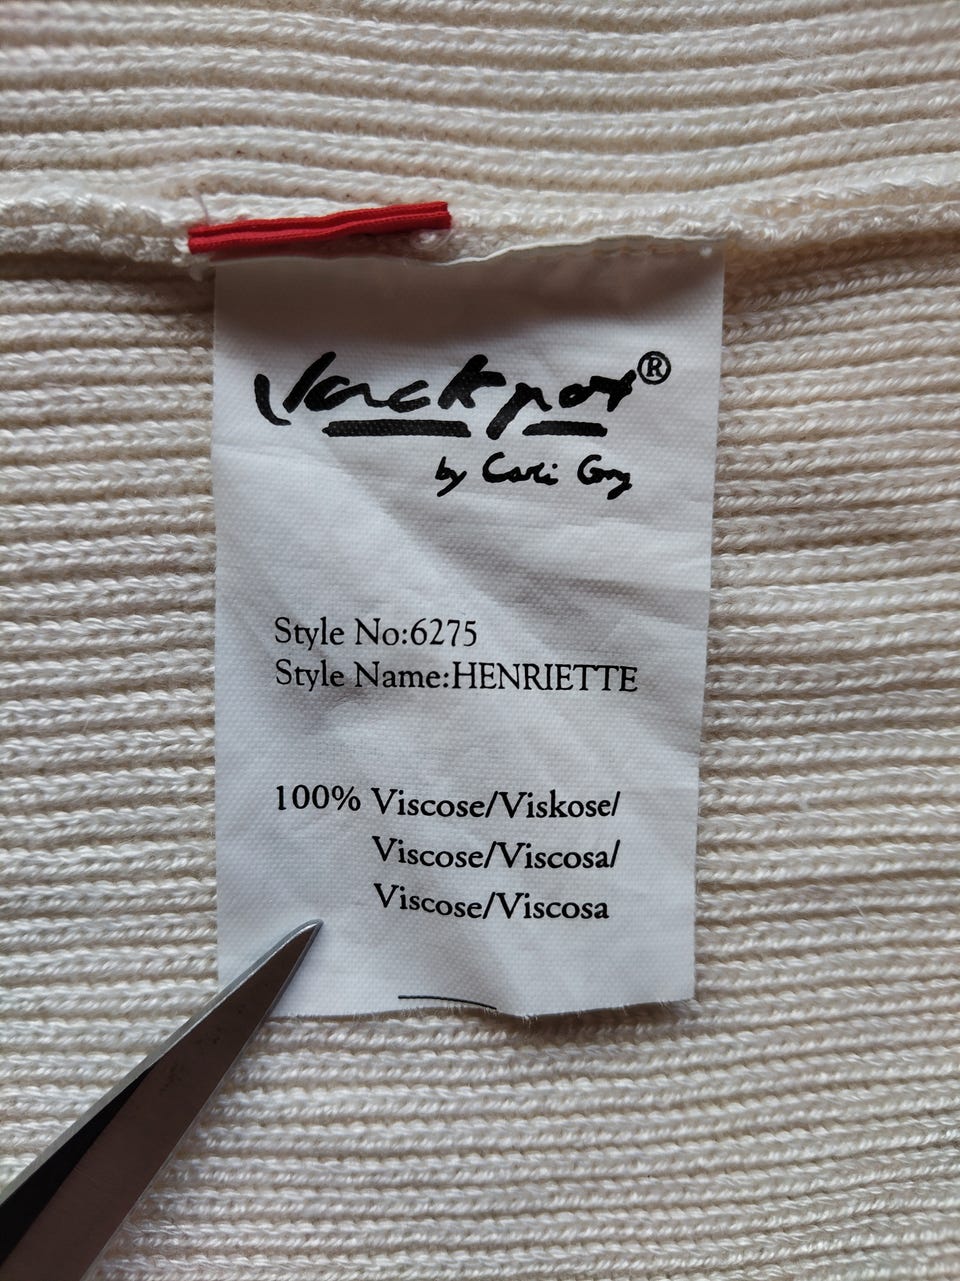 Jackpot®
by Carli Gry
Style No:6275
Style Name:HENRIETTE
100% Viscose/Viskose/
Viscose/Viscosa/
Viscose/Viscosa